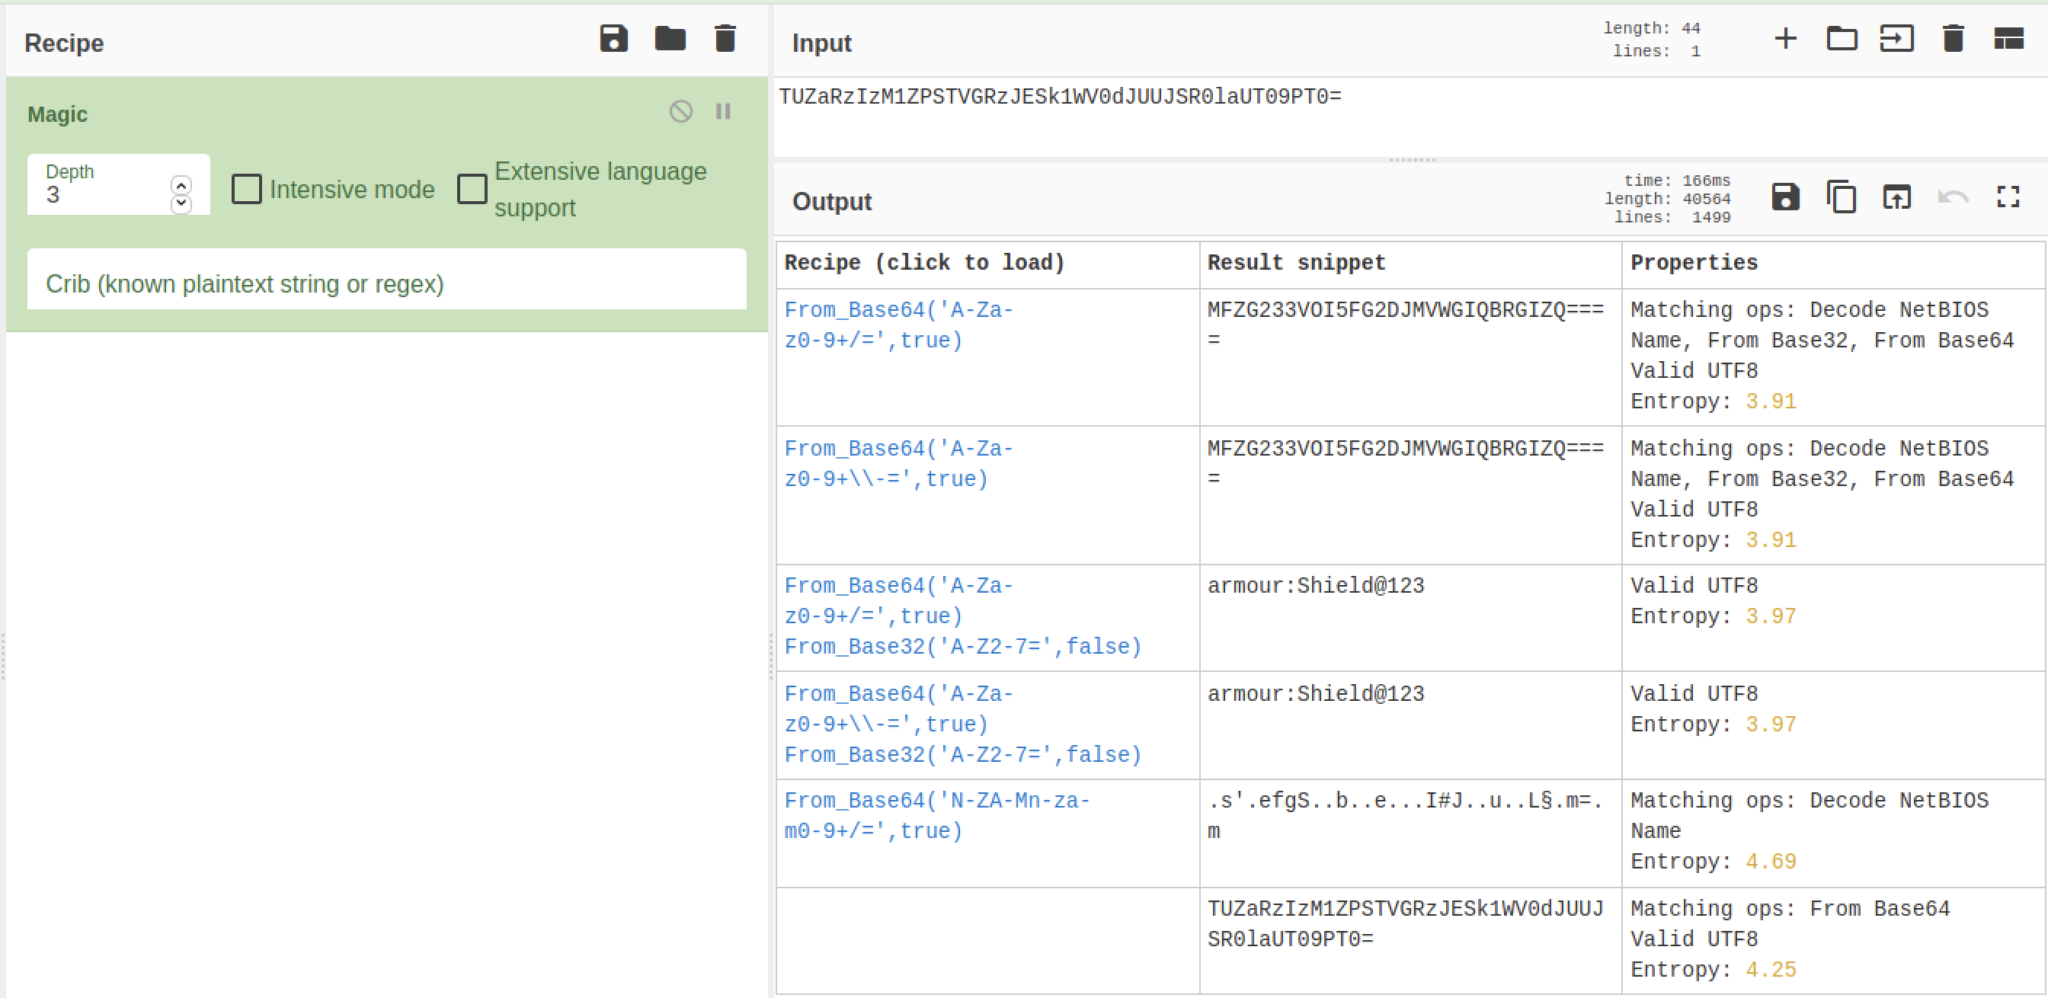 Recipe
Magic
Depth
3
Intensive mode
Extensive language
support
Crib (known plaintext string or regex)
Input
length: 44
lines: 1
TUZaRzIzM1ZPSTVGRzJESk1WV0dJUUJSR0laUT09PT0=
Output
time: 166ms
length: 40564
lines: 1499
Recipe (click to load)
Result snippet
Properties
From_Base64('A-Za-
z0-9+/=',true)
MFZG233VOI5FG2DJMVWGIQBRGIZQ===
=
Matching ops: Decode NetBIOS
Name, From Base32, From Base64
Valid UTF8
Entropy: 3.91
From_Base64('A-Za-
z0-9+\\-=',true)
MFZG233VOI5FG2DJMVWGIQBRGIZQ===
=
Matching ops: Decode NetBIOS
Name, From Base32, From Base64
Valid UTF8
Entropy: 3.91
From_Base64('A-Za-
z0-9+/=',true)
From_Base32('A-Z2-7=',false)
armour:Shield@123
Valid UTF8
Entropy: 3.97
From_Base64('A-Za-
z0-9+\\-=',true)
From_Base32('A-Z2-7=',false)
armour:Shield@123
Valid UTF8
Entropy: 3.97
From_Base64('N-ZA-Mn-za-
m0-9+/=',true)
.s'.efgS..b..e...I#J..u..L§.m=.
m
Matching ops: Decode NetBIOS
Name
Entropy: 4.69
TUZaRzIzM1ZPSTVGRzJESk1WV0dJUUJ
SR0laUT09PT0=
Matching ops: From Base64
Valid UTF8
Entropy: 4.25